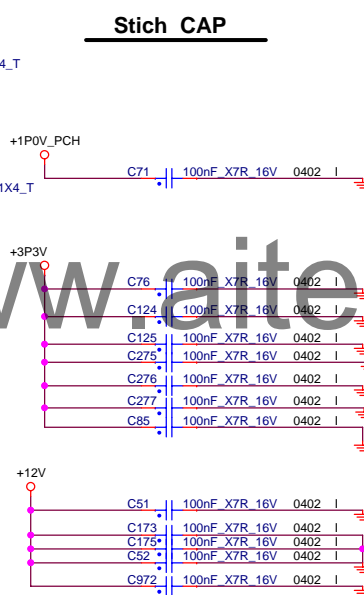 Stich CAP
4_T
+1P0V_PCH
C71 100nF_X7R_16V 0402 I
1X4_T
+3P3V
www.aite
C76 100nF_X7R_16V 0402 I
C124 100nF_X7R_16V 0402 I
C125 100nF_X7R_16V 0402 I
C275 100nF_X7R_16V 0402 I
C276 100nF_X7R_16V 0402 I
C277 100nF_X7R_16V 0402 I
C85 100nF_X7R_16V 0402 I
+12V
C51 100nF_X7R_16V 0402 I
C173 100nF_X7R_16V 0402 I
C175 100nF_X7R_16V 0402 I
C52 100nF_X7R_16V 0402 I
C972 100nF_X7R_16V 0402 I